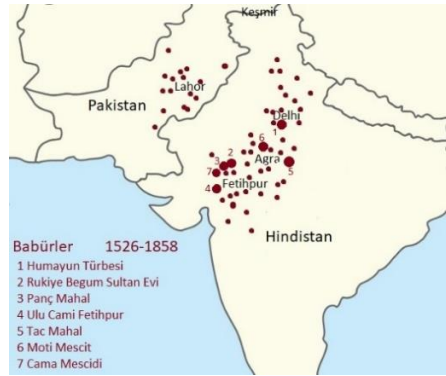 Keşmir
Lahor
Pakistan
Delhi
1
6
Agra
2
3
5
7
Fetihpur
4
Hindistan
Babürler 1526-1858
1 Humayun Türbesi
2 Rukiye Begum Sultan Evi
3 Panç Mahal
4 Ulu Cami Fetihpur
5 Tac Mahal
6 Moti Mescit
7 Cama Mescidi